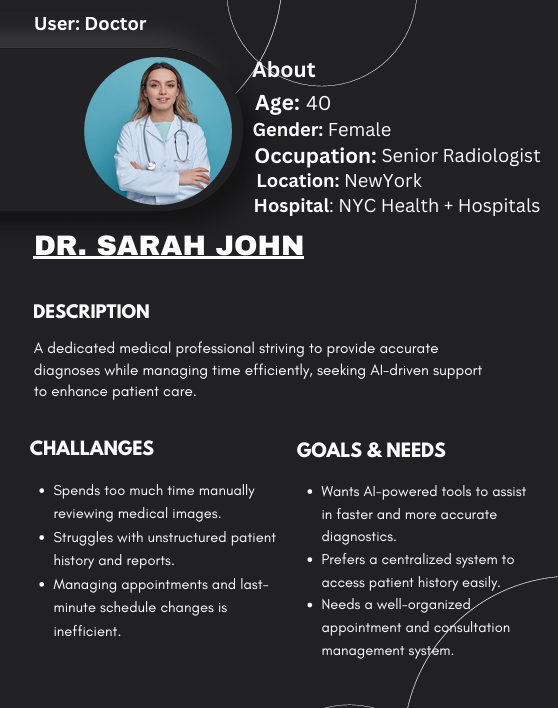 User: Doctor
About
Age: 40
Gender: Female
Occupation: Senior Radiologist
Location: NewYork
Hospital: NYC Health + Hospitals
DR. SARAH JOHN
DESCRIPTION
A dedicated medical professional striving to provide accurate
diagnoses while managing time efficiently, seeking AI-driven support
to enhance patient care.
CHALLANGES
• Spends too much time manually
reviewing medical images.
• Struggles with unstructured patient
history and reports.
• Managing appointments and last-
minute schedule changes is
inefficient.
GOALS & NEEDS
• Wants AI-powered tools to assist
in faster and more accurate
diagnostics.
• Prefers a centralized system to
access patient history easily.
• Needs a well-organized
appointment and consultation
management system.